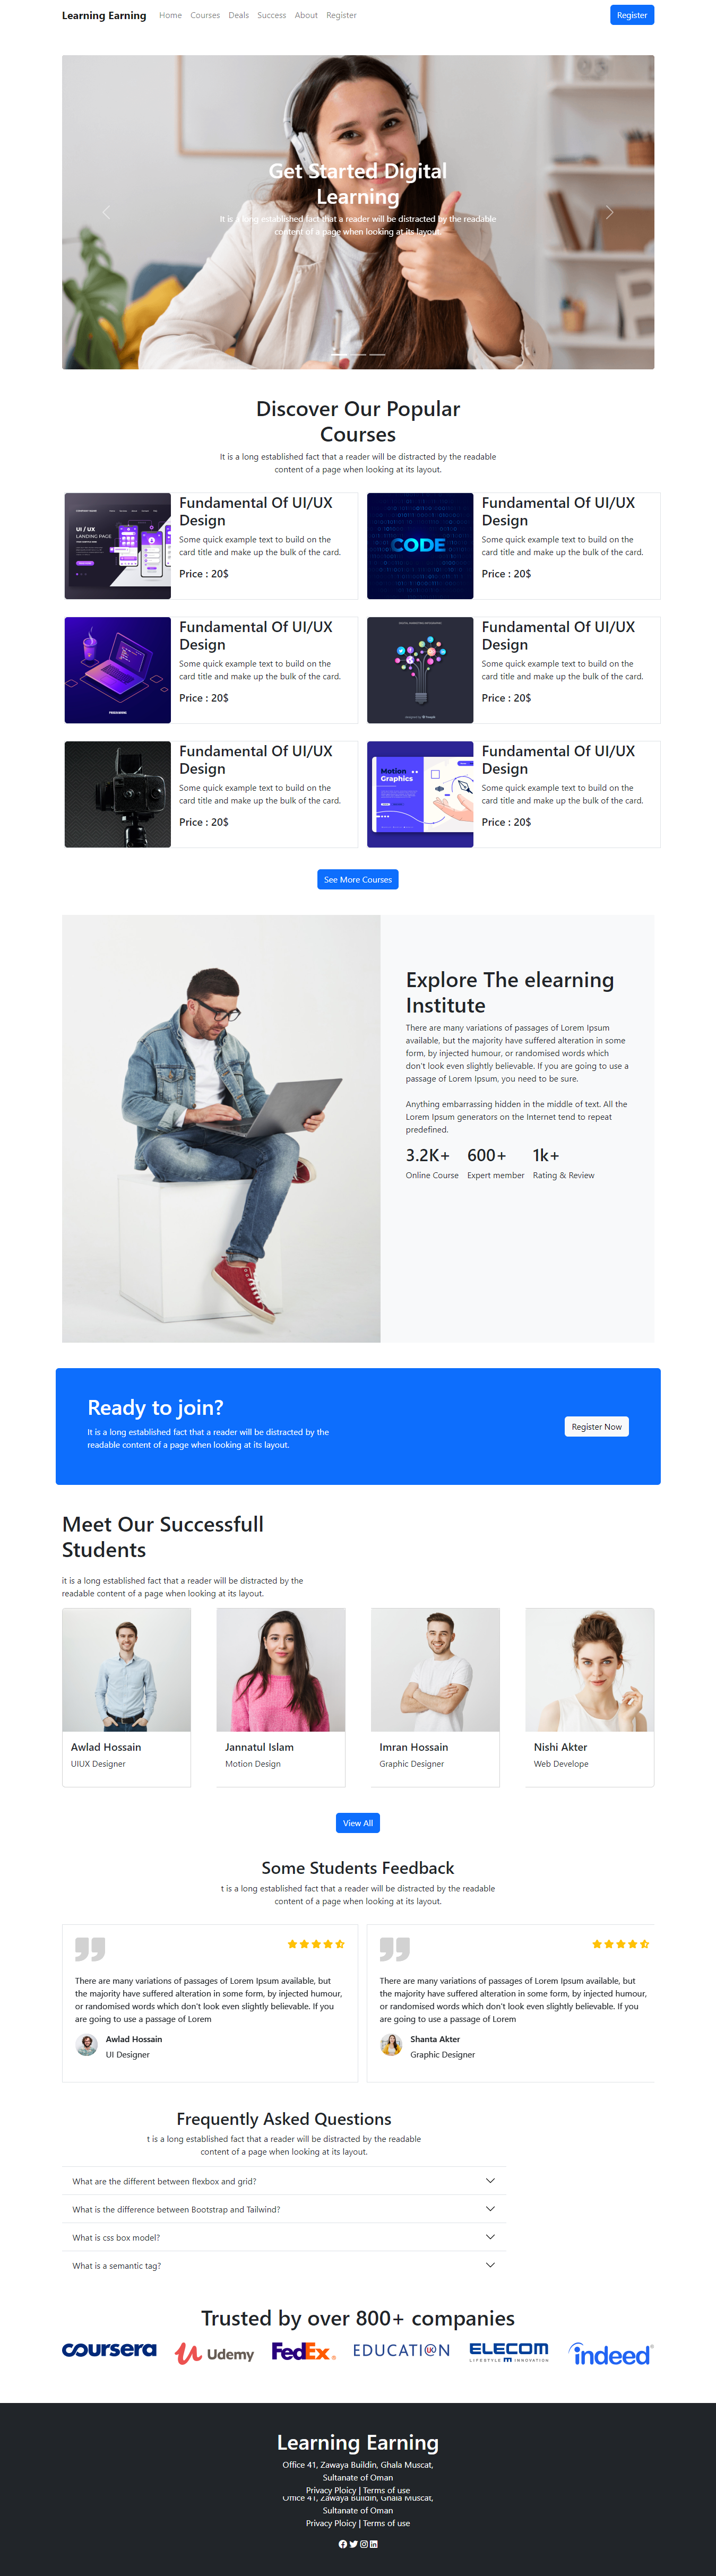 Learning Earning Home Courses Deals Success About Register Register
Get Started Digital
Learning
It is a long established fact that a reader will be distracted by the readable
content of a page when looking at its layout.
Discover Our Popular
Courses
It is a long established fact that a reader will be distracted by the readable
content of a page when looking at its layout.
UI / UX
LANDING PAGE
Fundamental Of UI/UX
Design
Some quick example text to build on the
card title and make up the bulk of the card.
Price : 20$
CODE
Fundamental Of UI/UX
Design
Some quick example text to build on the
card title and make up the bulk of the card.
Price : 20$
Fundamental Of UI/UX
Design
Some quick example text to build on the
card title and make up the bulk of the card.
Price : 20$
Fundamental Of UI/UX
Design
Some quick example text to build on the
card title and make up the bulk of the card.
Price : 20$
Fundamental Of UI/UX
Design
Some quick example text to build on the
card title and make up the bulk of the card.
Price : 20$
Motion
Graphics
Fundamental Of UI/UX
Design
Some quick example text to build on the
card title and make up the bulk of the card.
Price : 20$
See More Courses
Explore The elearning
Institute
There are many variations of passages of Lorem Ipsum
available, but the majority have suffered alteration in some
form, by injected humour, or randomised words which
don't look even slightly believable. If you are going to use a
passage of Lorem Ipsum, you need to be sure.
Anything embarrassing hidden in the middle of text. All the
Lorem Ipsum generators on the Internet tend to repeat
predefined.
3.2K+ 600+ 1k+
Online Course Expert member Rating & Review
Ready to join?
It is a long established fact that a reader will be distracted by the
readable content of a page when looking at its layout.
Register Now
Meet Our Successfull
Students
it is a long established fact that a reader will be distracted by the
readable content of a page when looking at its layout.
Awlad Hossain
UIUX Designer
Jannatul Islam
Motion Design
Imran Hossain
Graphic Designer
Nishi Akter
Web Develope
View All
Some Students Feedback
t is a long established fact that a reader will be distracted by the readable
content of a page when looking at its layout.
There are many variations of passages of Lorem Ipsum available, but
the majority have suffered alteration in some form, by injected humour,
or randomised words which don't look even slightly believable. If you
are going to use a passage of Lorem
Awlad Hossain
UI Designer
There are many variations of passages of Lorem Ipsum available, but
the majority have suffered alteration in some form, by injected humour,
or randomised words which don't look even slightly believable. If you
are going to use a passage of Lorem
Shanta Akter
Graphic Designer
Frequently Asked Questions
t is a long established fact that a reader will be distracted by the readable
content of a page when looking at its layout.
What are the different between flexbox and grid?
What is the difference between Bootstrap and Tailwind?
What is css box model?
What is a semantic tag?
Trusted by over 800+ companies
coursera Udemy FedEx EDUCATI@N UK ELECOM indeed
LIFESTYLE INNOVATION
Learning Earning
Office 41, Zawaya Buildin, Ghala Muscat,
Sultanate of Oman
Privacy Ploicy | Terms of use
Office 41, Zawaya Buildin, Ghala Muscat,
Sultanate of Oman
Privacy Ploicy | Terms of use